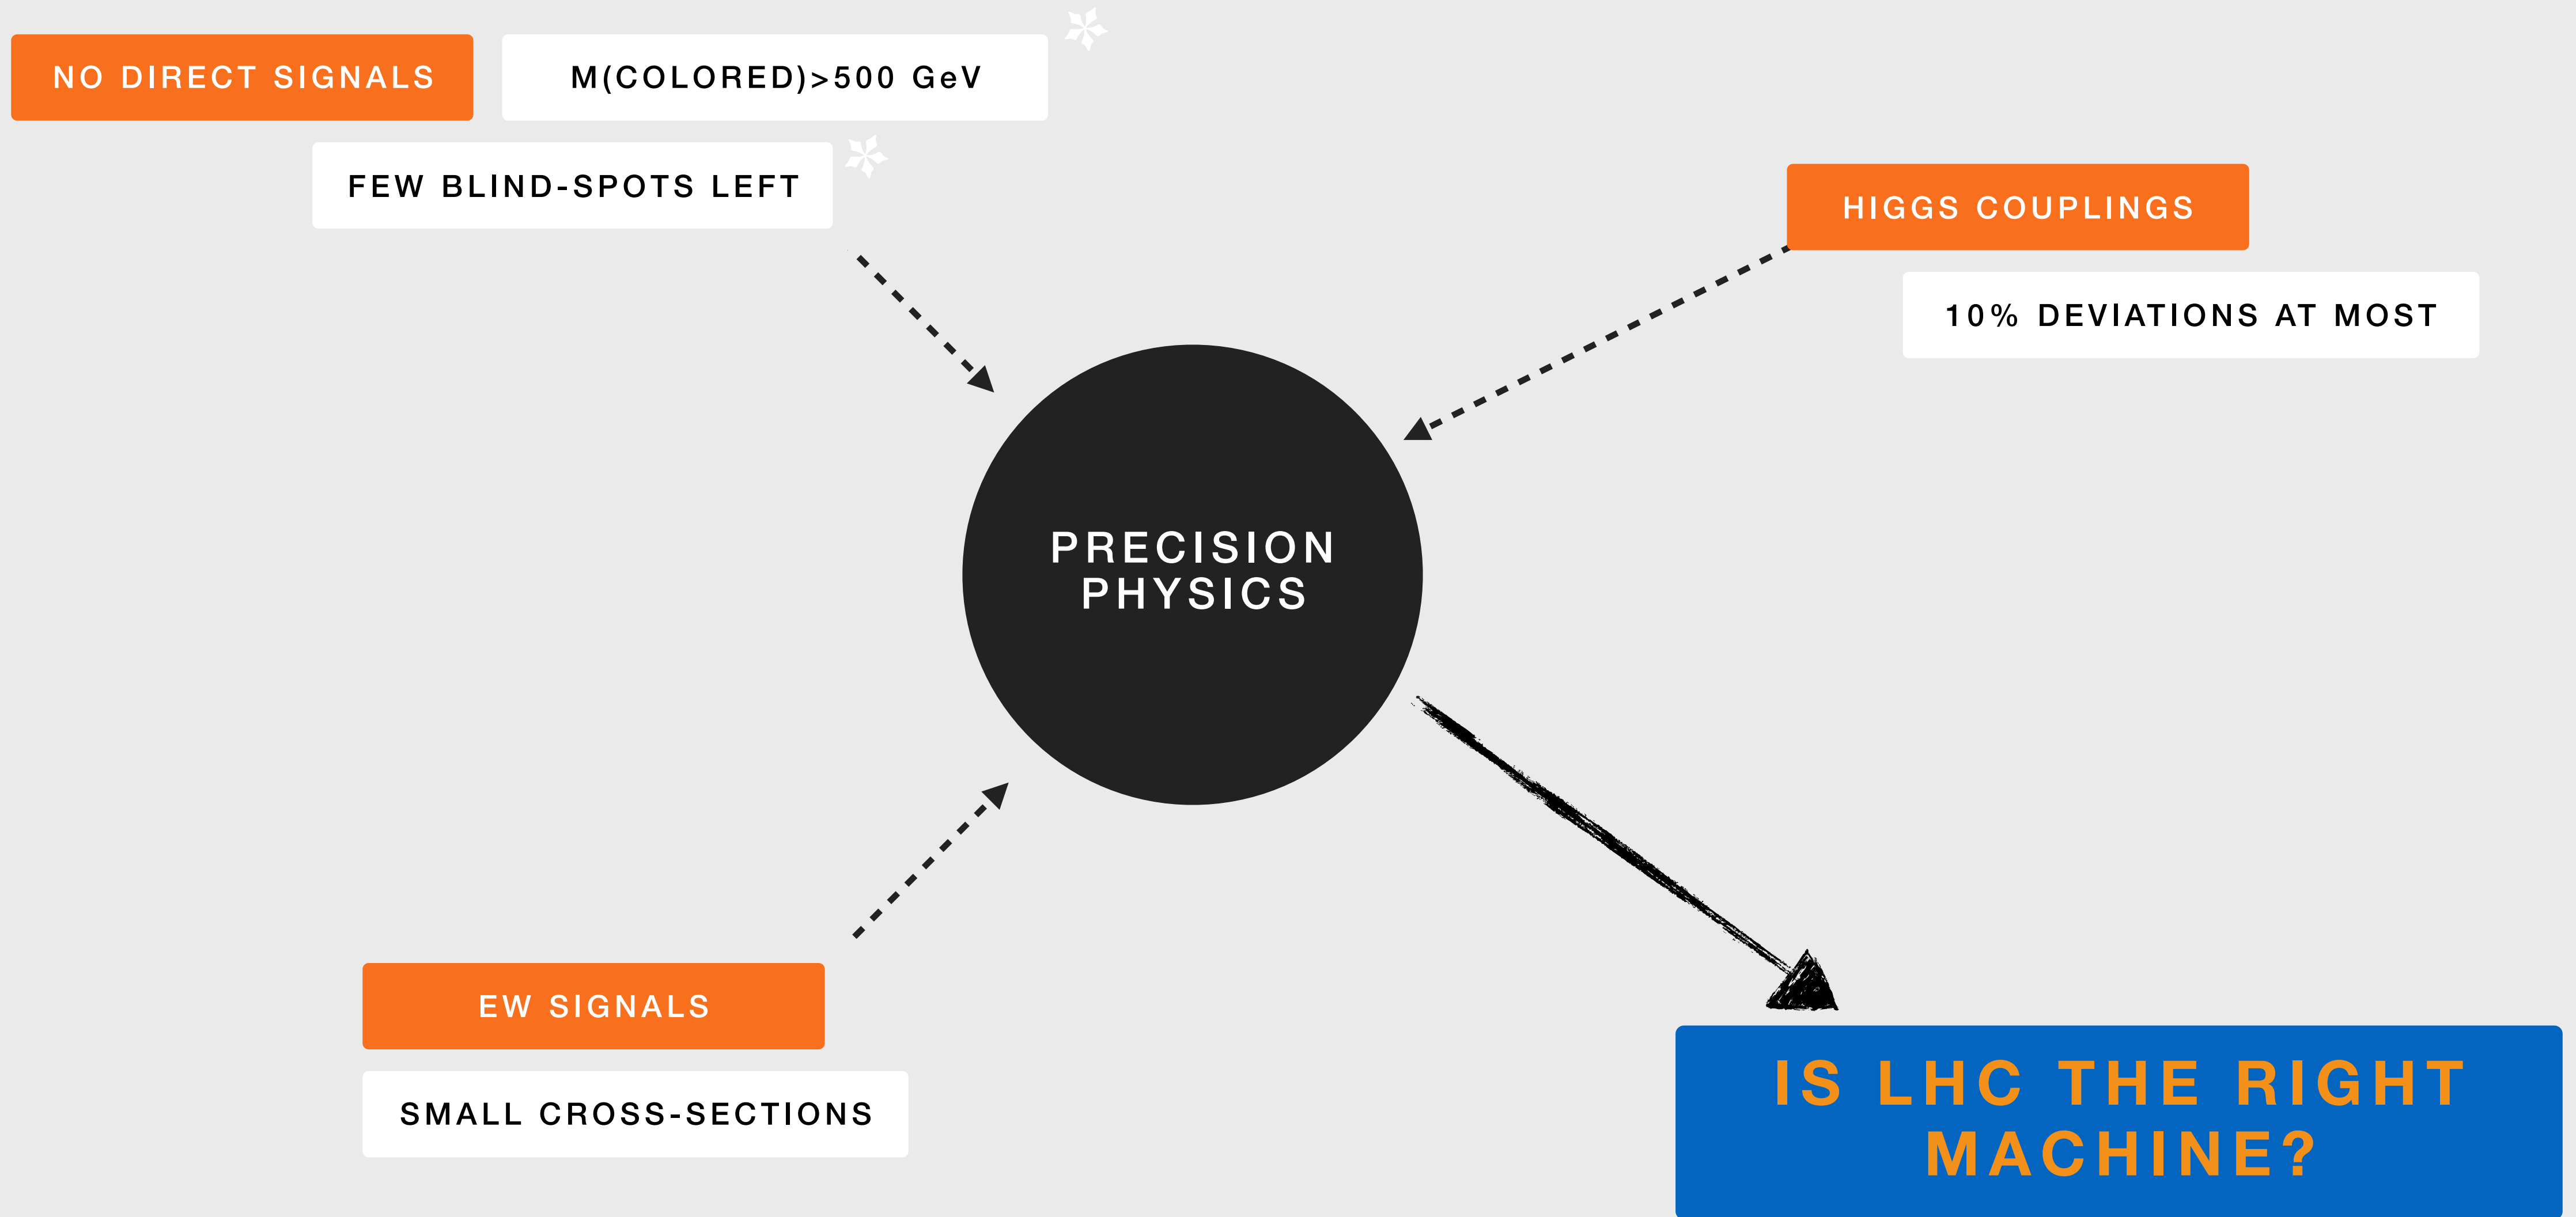 NO DIRECT SIGNALS
M(COLORED)>500 GeV
FEW BLIND-SPOTS LEFT
HIGGS COUPLINGS
10% DEVIATIONS AT MOST
PRECISION
PHYSICS
EW SIGNALS
SMALL CROSS-SECTIONS
IS LHC THE RIGHT
MACHINE?